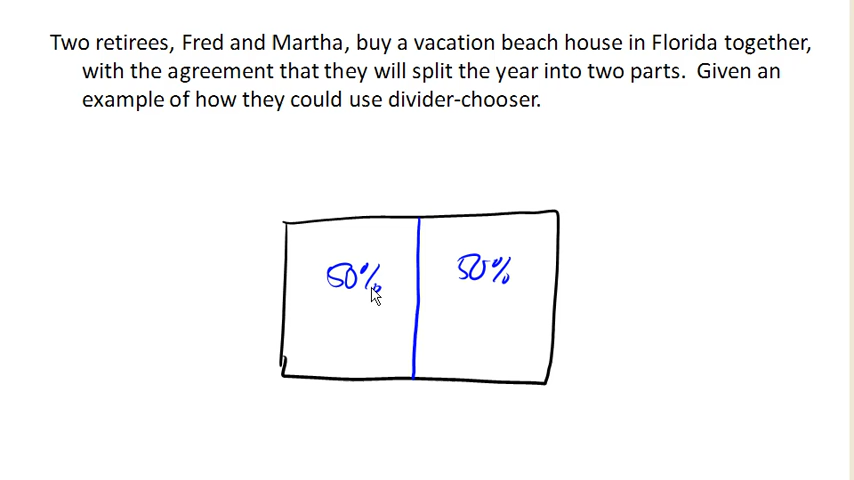 Two retirees, Fred and Martha, buy a vacation beach house in Florida together,
with the agreement that they will split the year into two parts.  Given an
example of how they could use divider-chooser.
50% 50%